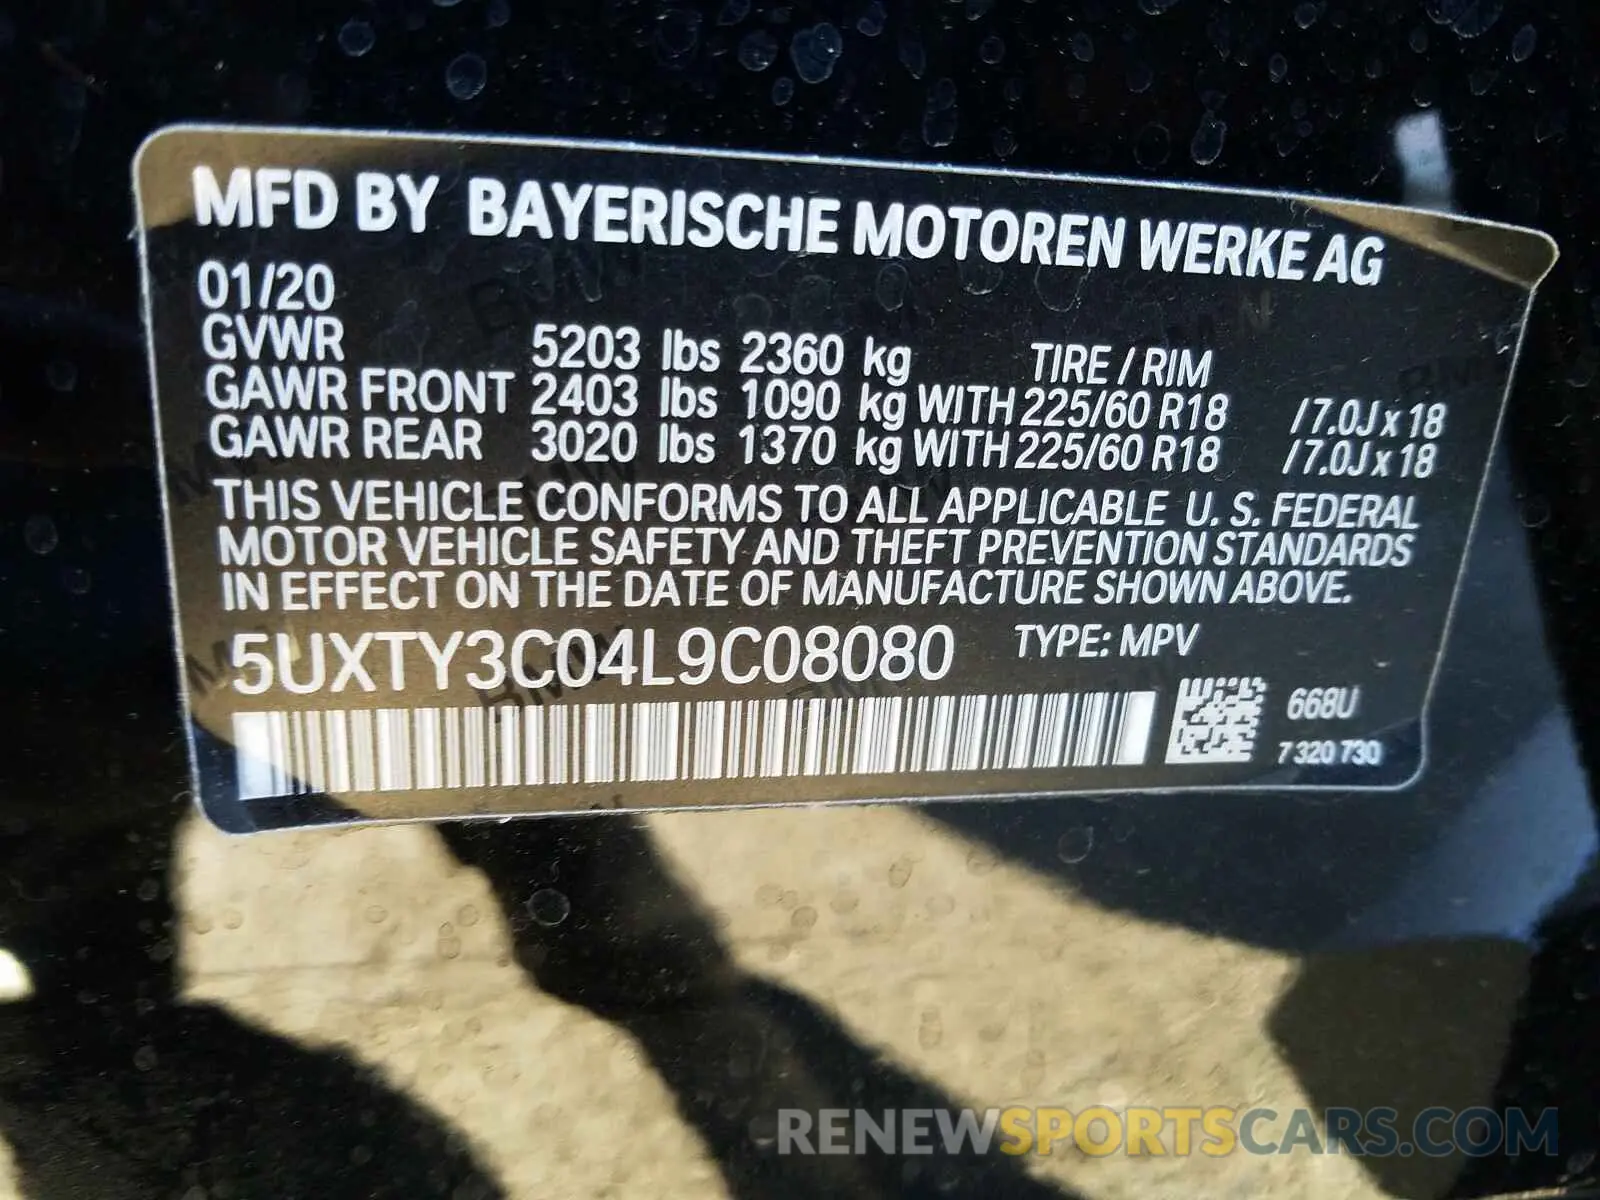 MFD BY BAYERISCHE MOTOREN WERKE AG
01/20
GVWR 5203 lbs 2360 kg TIRE / RIM
GAWR FRONT 2403 lbs 1090 kg WITH 225/60 R18 /7.0J x 18
GAWR REAR 3020 lbs 1370 kg WITH 225/60 R18 /7.0J x 18
THIS VEHICLE CONFORMS TO ALL APPLICABLE U. S. FEDERAL
MOTOR VEHICLE SAFETY AND THEFT PREVENTION STANDARDS
IN EFFECT ON THE DATE OF MANUFACTURE SHOWN ABOVE.
5UXTY3C04L9C08080 TYPE: MPV
668U
7 320 730
RENEWSPORTSCARS.COM